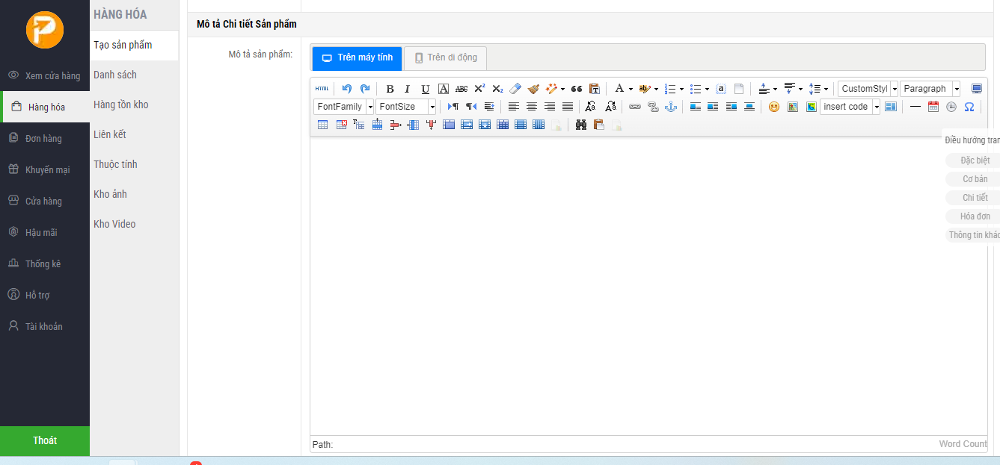 HÀNG HÓA
Xem cửa hàng
Hàng hóa
Đơn hàng
Khuyến mại
Cửa hàng
Hậu mãi
Thống kê
Hỗ trợ
Tài khoản
Thoát
Tạo sản phẩm
Danh sách
Hàng tồn kho
Liên kết
Thuộc tính
Kho ảnh
Kho Video
Mô tả Chi tiết Sản phẩm
Mô tả sản phẩm:
Trên máy tính
Trên di động
HTML
CustomStyl
Paragraph
FontFamily
FontSize
insert code
Điều hướng tran
Đặc biệt
Cơ bản
Chi tiết
Hóa đơn
Thông tin khác
Path:
Word Count